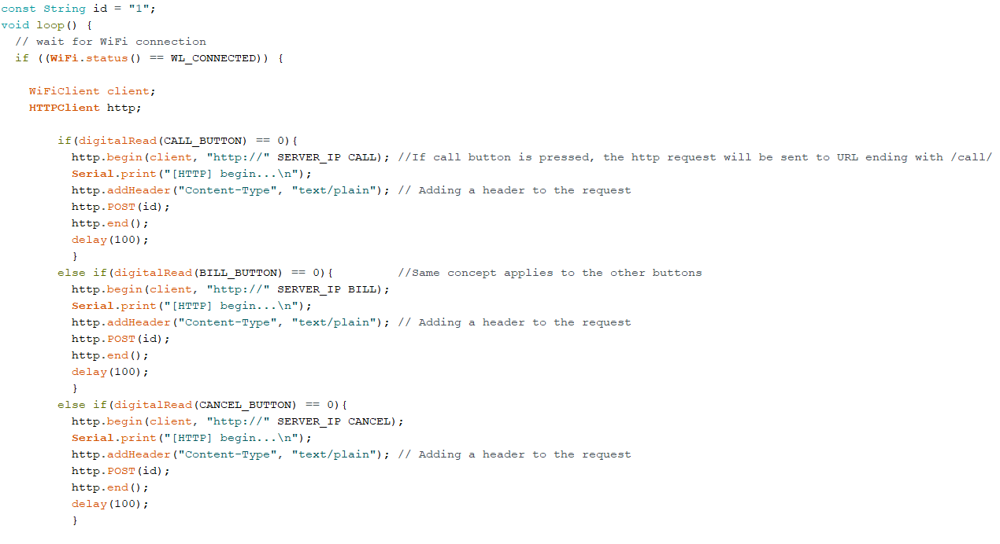 const String id = "1";
void loop() {
  // wait for WiFi connection
  if ((WiFi.status() == WL_CONNECTED)) {

    WiFiClient client;
    HTTPClient http;

        if(digitalRead(CALL_BUTTON) == 0){
          http.begin(client, "http://" SERVER_IP CALL); //If call button is pressed, the http request will be sent to URL ending with /call/
          Serial.print("[HTTP] begin...\n");
          http.addHeader("Content-Type", "text/plain"); // Adding a header to the request
          http.POST(id);
          http.end();
          delay(100);
          }
        else if(digitalRead(BILL_BUTTON) == 0){         //Same concept applies to the other buttons
          http.begin(client, "http://" SERVER_IP BILL);
          Serial.print("[HTTP] begin...\n");
          http.addHeader("Content-Type", "text/plain"); // Adding a header to the request
          http.POST(id);
          http.end();
          delay(100);
          }
        else if(digitalRead(CANCEL_BUTTON) == 0){
          http.begin(client, "http://" SERVER_IP CANCEL);
          Serial.print("[HTTP] begin...\n");
          http.addHeader("Content-Type", "text/plain"); // Adding a header to the request
          http.POST(id);
          http.end();
          delay(100);
          }